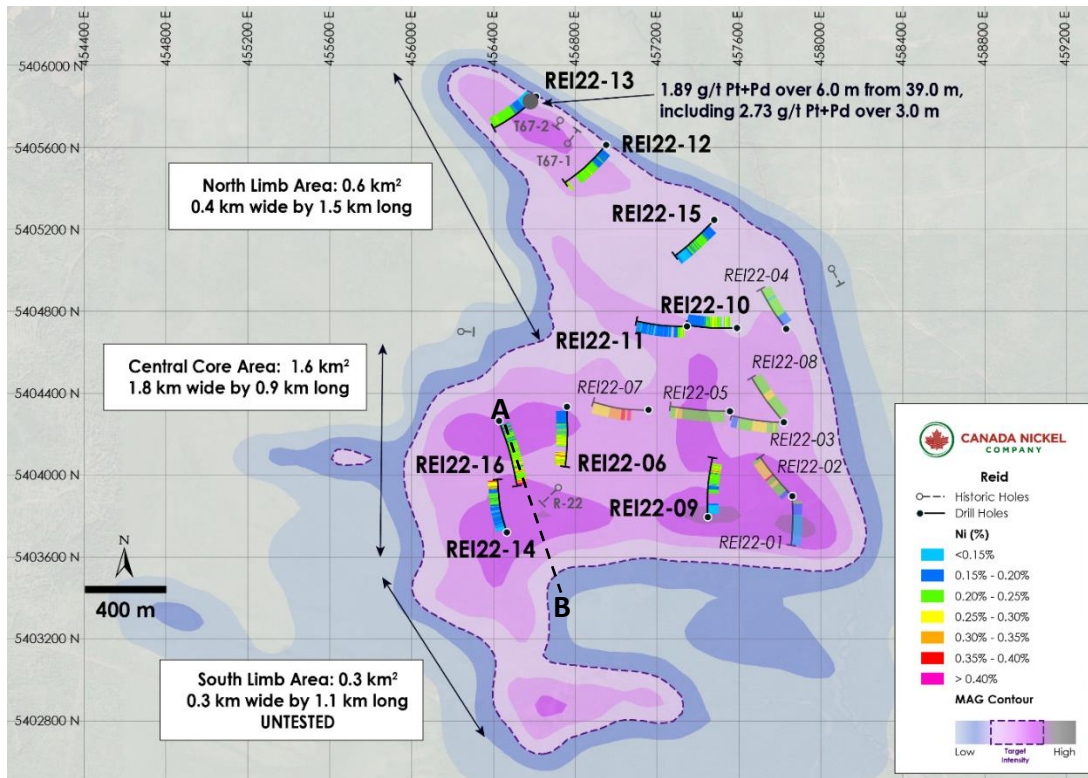 454400 E
454800 E
455200 E
455600 E
456000 E
456400 E
456800 E
457200 E
457600 E
458000 E
458400 E
458800 E
459200 E
5406000 N
5405600 N
5405200 N
5404800 N
5404400 N
5404000 N
5403600 N
5403200 N
5402800 N
REI22-13
1.89 g/t Pt+Pd over 6.0 m from 39.0 m,
including 2.73 g/t Pt+Pd over 3.0 m
T67-2
T67-1
REI22-12
North Limb Area: 0.6 km²
0.4 km wide by 1.5 km long
REI22-15
REI22-04
REI22-10
REI22-11
Central Core Area: 1.6 km²
1.8 km wide by 0.9 km long
REI22-08
REI22-07
REI22-05
A
REI22-03
REI22-16
REI22-06
REI22-02
R-22
REI22-09
REI22-14
REI22-01
B
N
400 m
South Limb Area: 0.3 km²
0.3 km wide by 1.1 km long
UNTESTED
CANADA NICKEL
COMPANY
Reid
Historic Holes
Drill Holes
Ni (%)
<0.15%
0.15% - 0.20%
0.20% - 0.25%
0.25% - 0.30%
0.30% - 0.35%
0.35% - 0.40%
> 0.40%
MAG Contour
Low
Target
Intensity
High